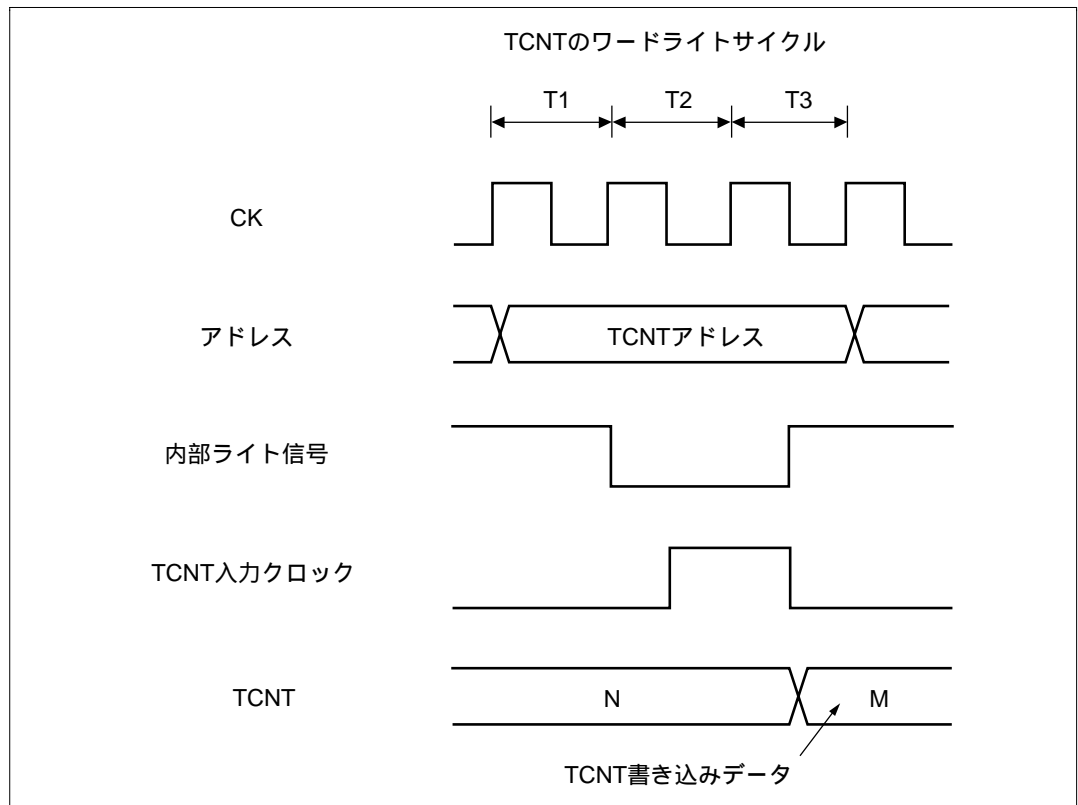 TCNTのワードライトサイクル
T1 T2 T3
CK
アドレス
TCNTアドレス
内部ライト信号
TCNT入力クロック
TCNT
N
M
TCNT書き込みデータ